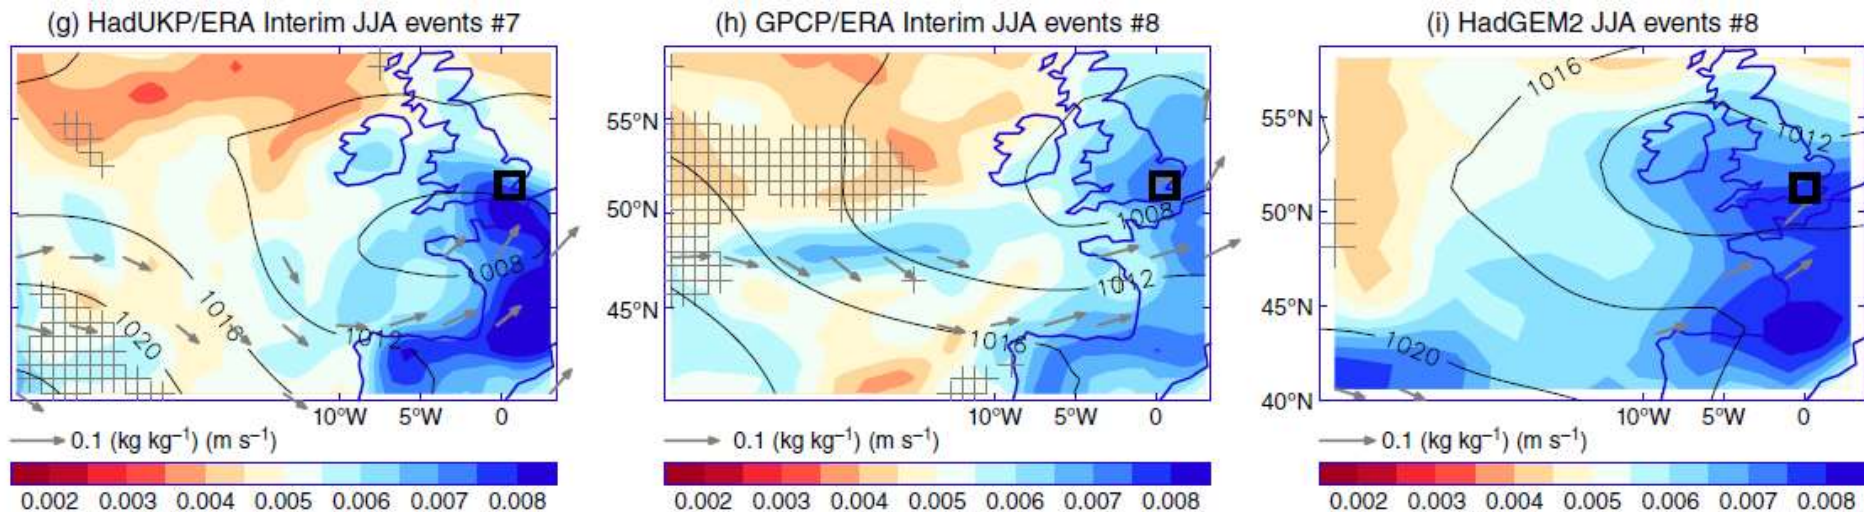 (g) HadUKP/ERA Interim JJA events #7
1008
1016
1020
1012
10°W 5°W 0
0.1 (kg kg⁻¹) (m s⁻¹)
0.002 0.003 0.004 0.005 0.006 0.007 0.008
(h) GPCP/ERA Interim JJA events #8
55°N
50°N
45°N
1008
1012
1016
10°W 5°W 0
0.1 (kg kg⁻¹) (m s⁻¹)
0.002 0.003 0.004 0.005 0.006 0.007 0.008
(i) HadGEM2 JJA events #8
1016
55°N
1012
50°N
45°N
1020
40°N
10°W 5°W 0
0.1 (kg kg⁻¹) (m s⁻¹)
0.002 0.003 0.004 0.005 0.006 0.007 0.008